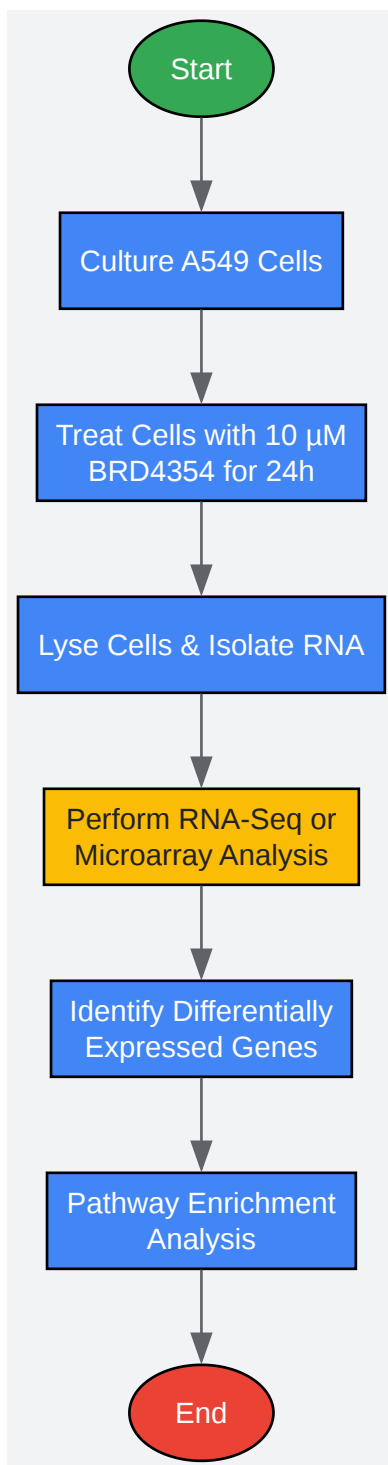 Start
Culture A549 Cells
Treat Cells with 10 µM
BRD4354 for 24h
Lyse Cells & Isolate RNA
Perform RNA-Seq or
Microarray Analysis
Identify Differentially
Expressed Genes
Pathway Enrichment
Analysis
End